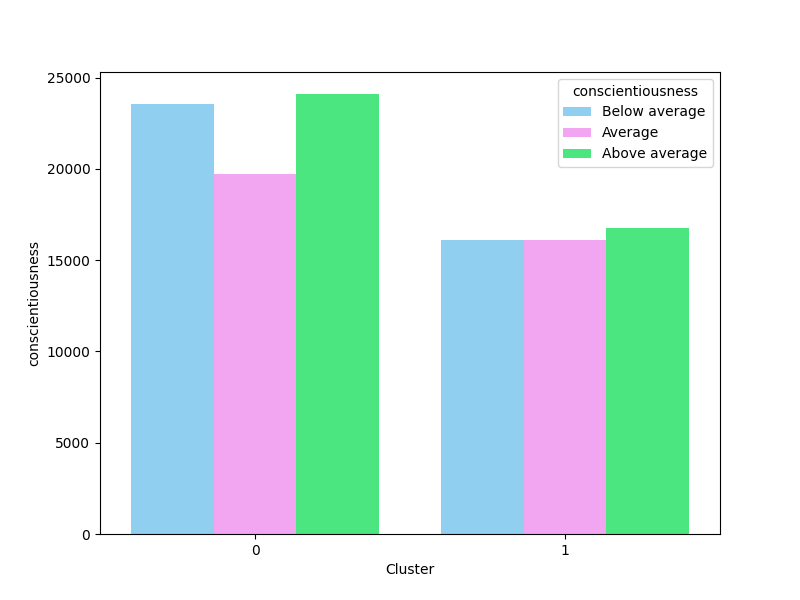 25000
20000
15000
10000
5000
0
conscientiousness
conscientiousness
Below average
Average
Above average
0
1
Cluster